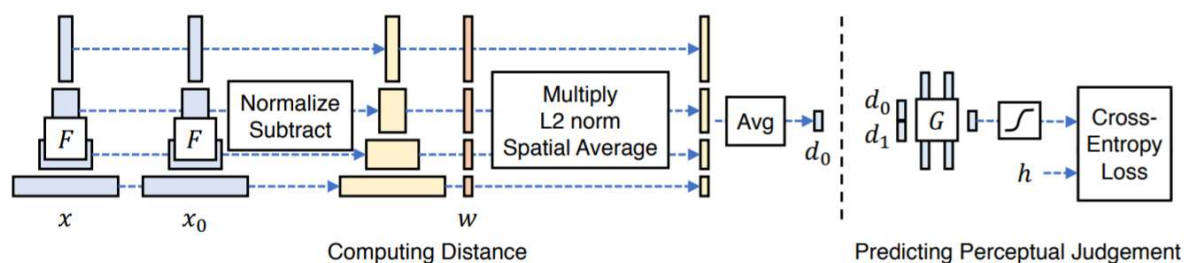 F
F
Normalize
Subtract
Multiply
L2 norm
Spatial Average
Avg
d₀
x
x₀
w
Computing Distance
d₀
d₁
G
h
Cross-
Entropy
Loss
Predicting Perceptual Judgement